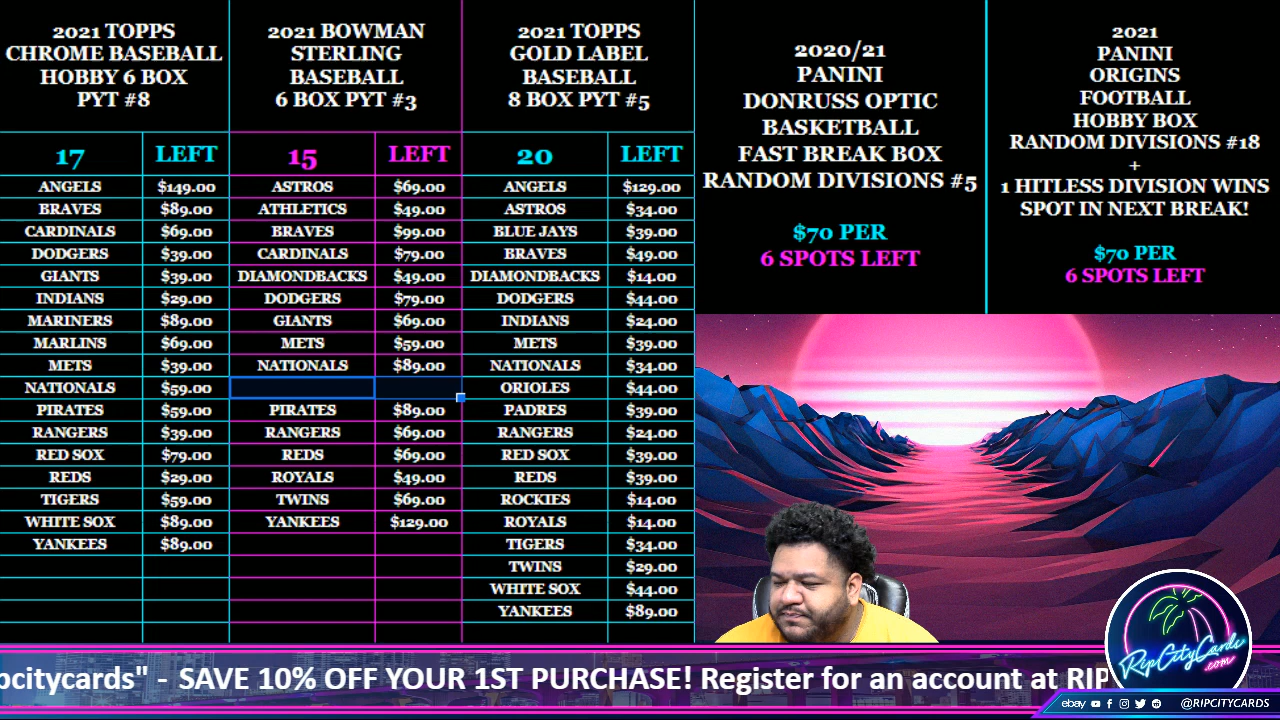 2021 TOPPS
CHROME BASEBALL
HOBBY 6 BOX
PYT #8
17 LEFT
ANGELS $149.00
BRAVES $89.00
CARDINALS $69.00
DODGERS $39.00
GIANTS $39.00
INDIANS $29.00
MARINERS $89.00
MARLINS $69.00
METS $39.00
NATIONALS $59.00
PIRATES $59.00
RANGERS $39.00
RED SOX $79.00
REDS $29.00
TIGERS $59.00
WHITE SOX $89.00
YANKEES $89.00
2021 BOWMAN
STERLING
BASEBALL
6 BOX PYT #3
15 LEFT
ASTROS $69.00
ATHLETICS $49.00
BRAVES $99.00
CARDINALS $79.00
DIAMONDBACKS $49.00
DODGERS $79.00
GIANTS $69.00
METS $59.00
NATIONALS $89.00
PIRATES $89.00
RANGERS $69.00
REDS $69.00
ROYALS $49.00
TWINS $69.00
YANKEES $129.00
2021 TOPPS
GOLD LABEL
BASEBALL
8 BOX PYT #5
20 LEFT
ANGELS $129.00
ASTROS $34.00
BLUE JAYS $39.00
BRAVES $49.00
DIAMONDBACKS $14.00
DODGERS $44.00
INDIANS $24.00
METS $39.00
NATIONALS $34.00
ORIOLES $44.00
PADRES $39.00
RANGERS $24.00
RED SOX $39.00
REDS $39.00
ROCKIES $14.00
ROYALS $14.00
TIGERS $34.00
TWINS $29.00
WHITE SOX $44.00
YANKEES $89.00
2020/21
PANINI
DONRUSS OPTIC
BASKETBALL
FAST BREAK BOX
RANDOM DIVISIONS #5
$70 PER
6 SPOTS LEFT
2021
PANINI
ORIGINS
FOOTBALL
HOBBY BOX
RANDOM DIVISIONS #18
+
1 HITLESS DIVISION WINS
SPOT IN NEXT BREAK!
$70 PER
6 SPOTS LEFT
pcitycards" - SAVE 10% OFF YOUR 1ST PURCHASE! Register for an account at RIP
RipCityCards
.com
ebay @RIPCITYCARDS